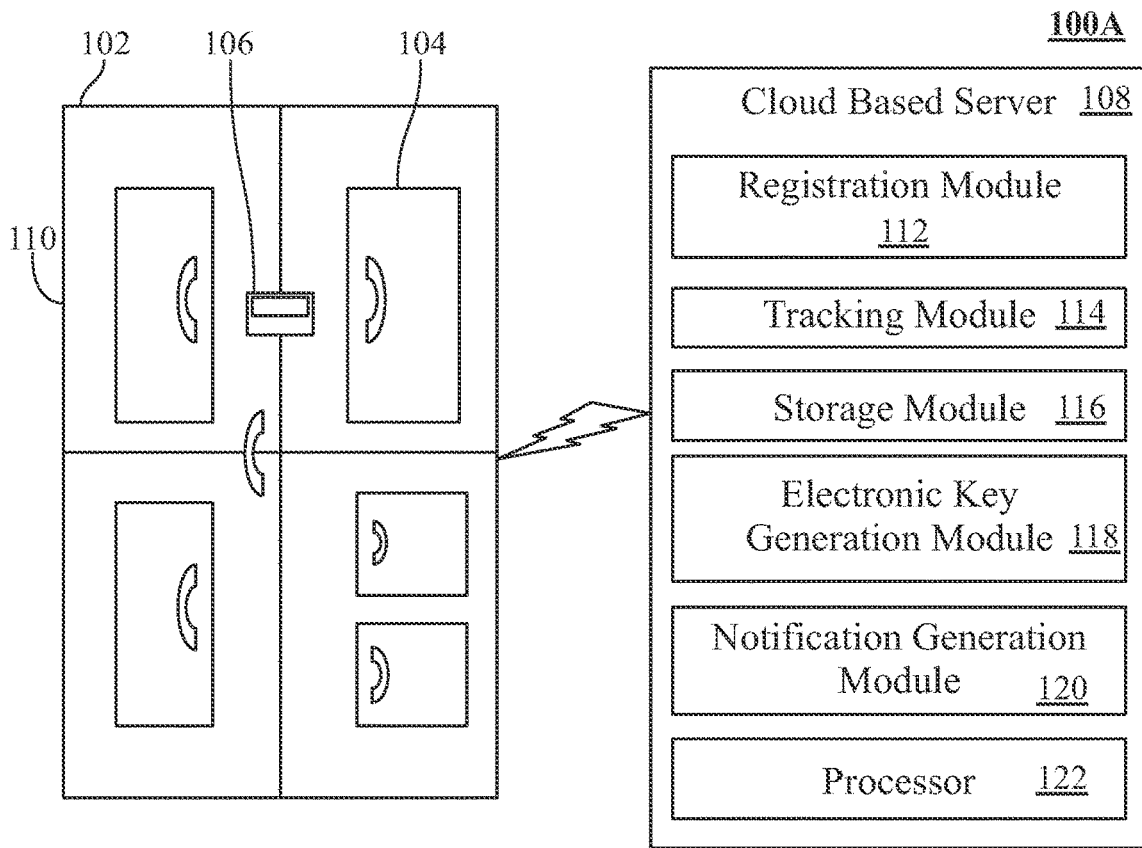 100A
102
106
104
110
Cloud Based Server 108
Registration Module
112
Tracking Module 114
Storage Module 116
Electronic Key
Generation Module 118
Notification Generation
Module 120
Processor 122